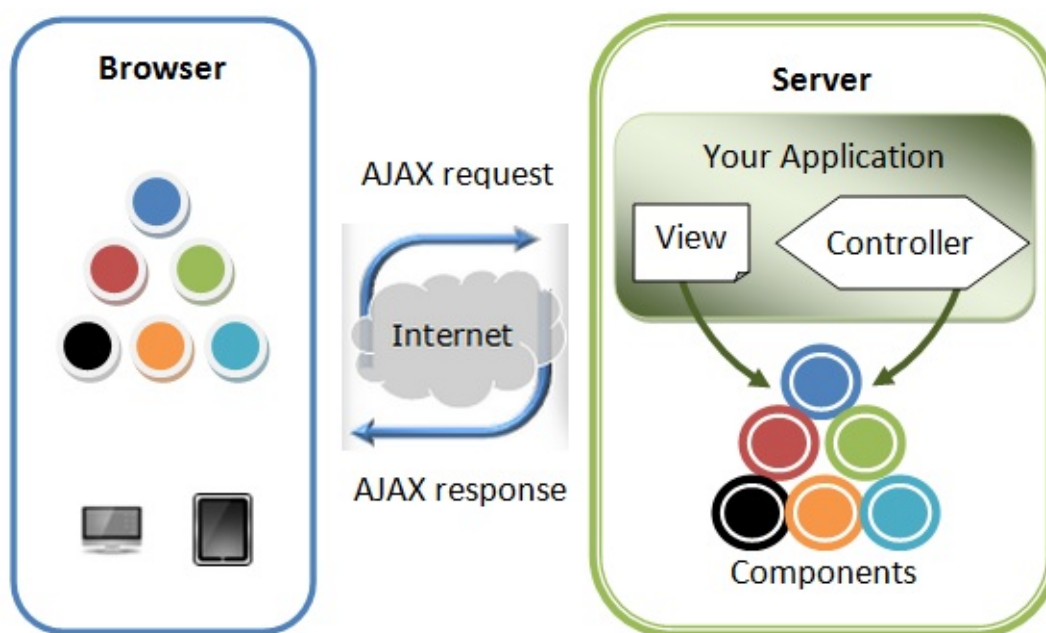 Browser
Server
Your Application
AJAX request
View
Controller
Internet
AJAX response
Components